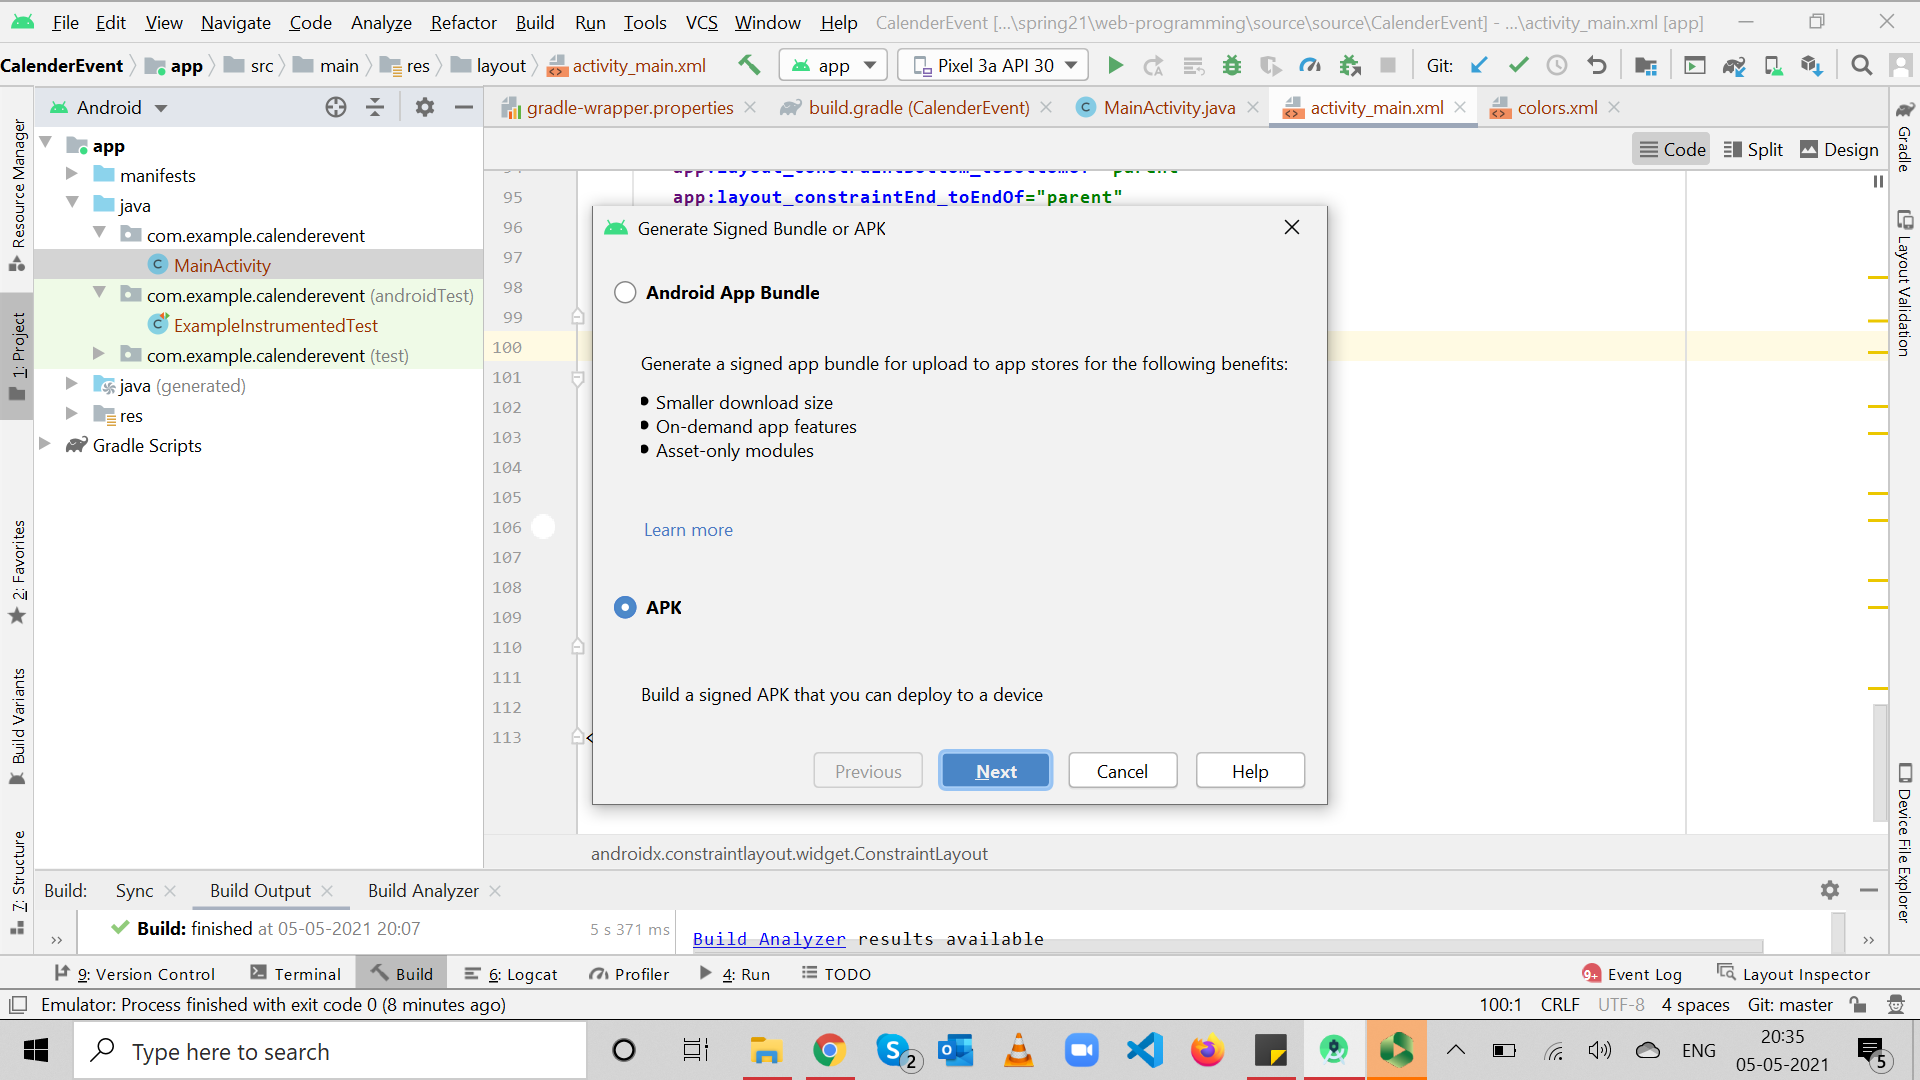 File Edit View Navigate Code Analyze Refactor Build Run Tools VCS Window Help CalenderEvent [...\spring21\web-programming\source\source\CalenderEvent] - ...\activity_main.xml [app]
CalenderEvent app src main res layout activity_main.xml app Pixel 3a API 30 Git:
Android
gradle-wrapper.properties build.gradle (CalenderEvent) MainActivity.java activity_main.xml colors.xml
Code Split Design
app
manifests
java
com.example.calenderevent
MainActivity
com.example.calenderevent (androidTest)
ExampleInstrumentedTest
com.example.calenderevent (test)
java (generated)
res
Gradle Scripts
Resource Manager
1: Project
2: Favorites
Build Variants
7: Structure
95 app:layout_constraintEnd_toEndOf="parent"
96
97
98
99
100
101
102
103
104
105
106
107
108
109
110
111
112
113 <
Generate Signed Bundle or APK
Android App Bundle
Generate a signed app bundle for upload to app stores for the following benefits:
• Smaller download size
• On-demand app features
• Asset-only modules
Learn more
APK
Build a signed APK that you can deploy to a device
Previous Next Cancel Help
Gradle
Layout Validation
Device File Explorer
androidx.constraintlayout.widget.ConstraintLayout
Build: Sync Build Output Build Analyzer
Build: finished at 05-05-2021 20:07 5 s 371 ms
Build Analyzer results available
9: Version Control Terminal Build 6: Logcat Profiler 4: Run TODO 9+ Event Log Layout Inspector
Emulator: Process finished with exit code 0 (8 minutes ago) 100:1 CRLF UTF-8 4 spaces Git: master
Type here to search 2 ENG 20:35
05-05-2021 5